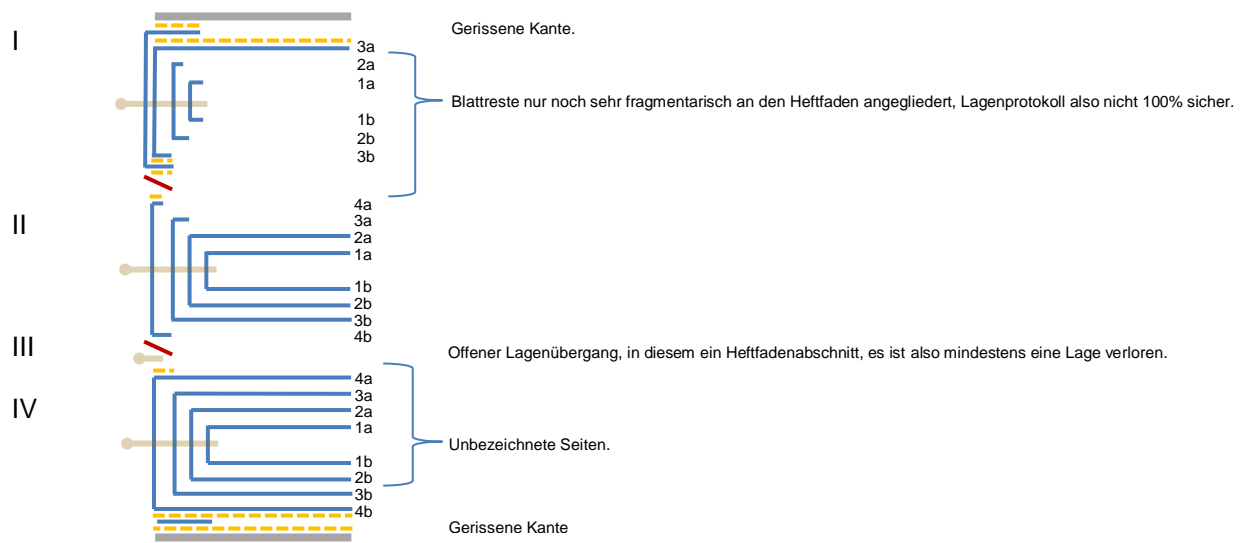 Gerissene Kante.
I
3a
2a
1a
Blattreste nur noch sehr fragmentarisch an den Heftfaden angegliedert, Lagenprotokoll also nicht 100% sicher.
1b
2b
3b
4a
3a
II
2a
1a
1b
2b
3b
4b
III
Offener Lagenübergang, in diesem ein Heftfadenabschnitt, es ist also mindestens eine Lage verloren.
4a
3a
IV
2a
1a
Unbezeichnete Seiten.
1b
2b
3b
4b
Gerissene Kante